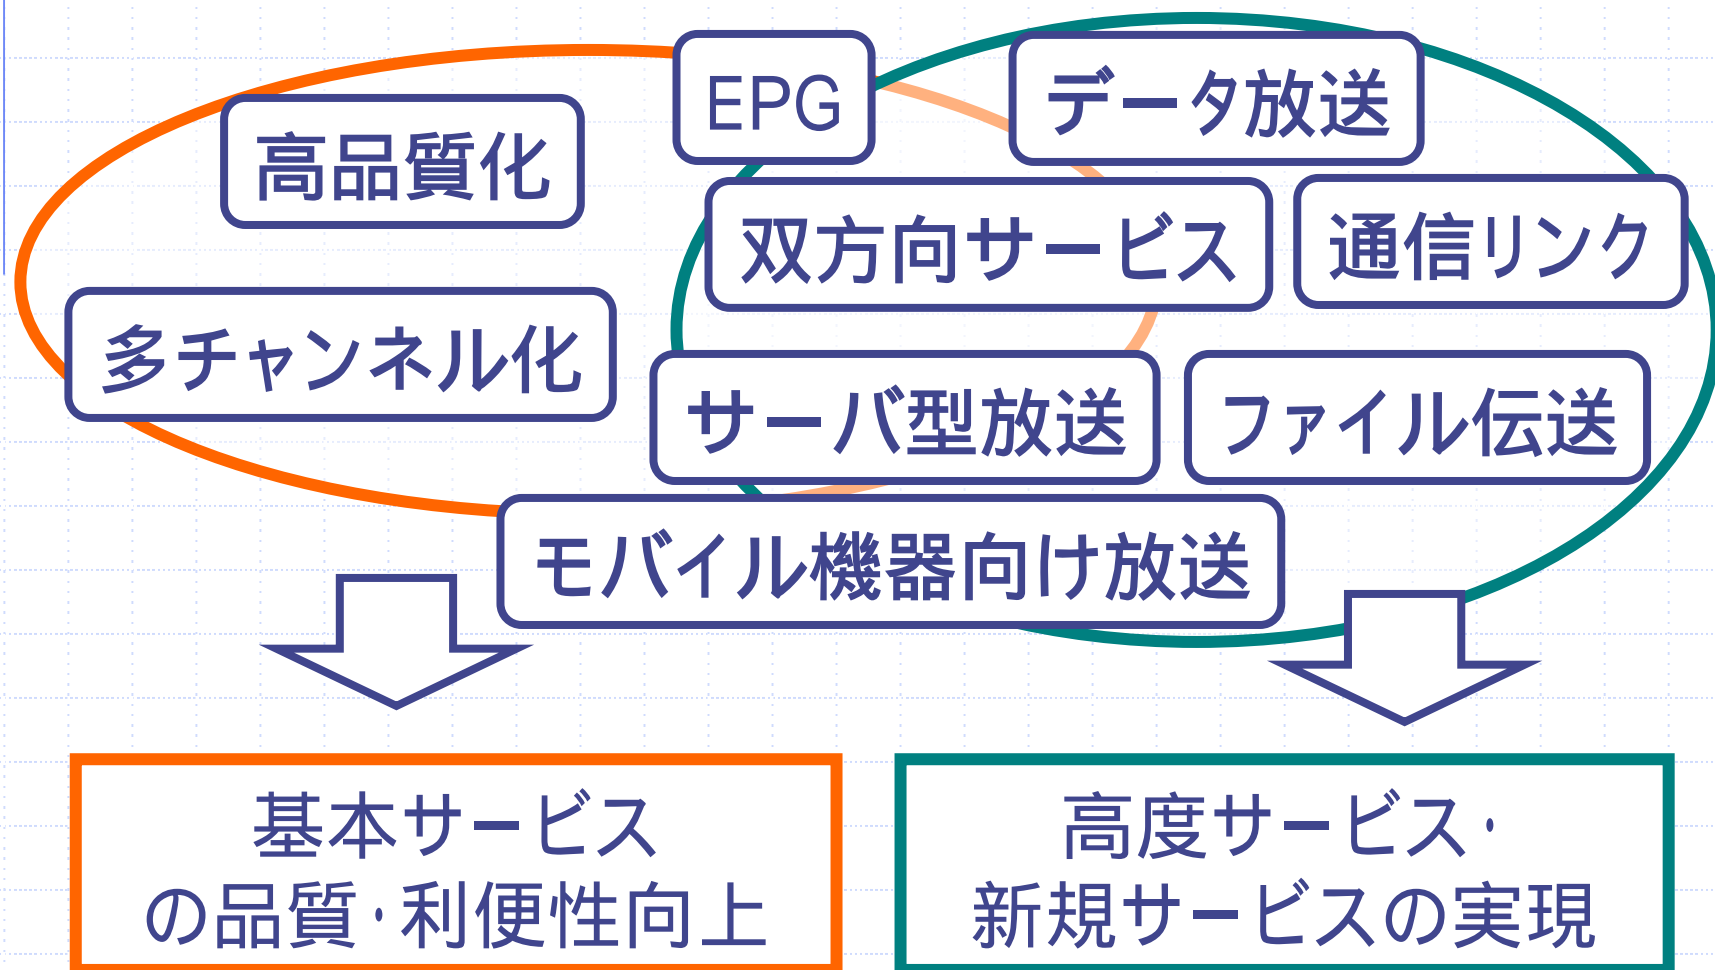 EPG
データ放送
高品質化
双方向サービス
通信リンク
多チャンネル化
サーバ型放送
ファイル伝送
モバイル機器向け放送
基本サービス
の品質・利便性向上
高度サービス・
新規サービスの実現